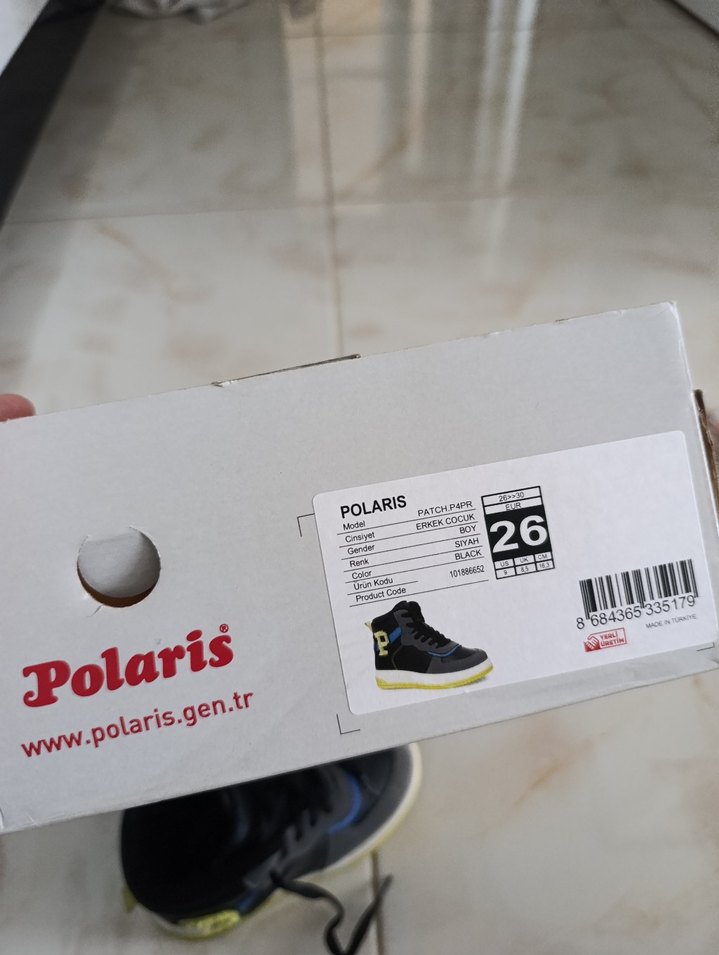 POLARIS
Model PATCH.P4PR
Cinsiyet ERKEK COCUK
Gender BOY
Renk SIYAH
Color BLACK
Ürün Kodu 101886652
Product Code
26>>30
EUR
26
US UK CM
9 8,5 16,3
P
8 684365 335179
MADE IN TÜRKİYE
YERLİ
ÜRETİM
Polaris®
www.polaris.gen.tr